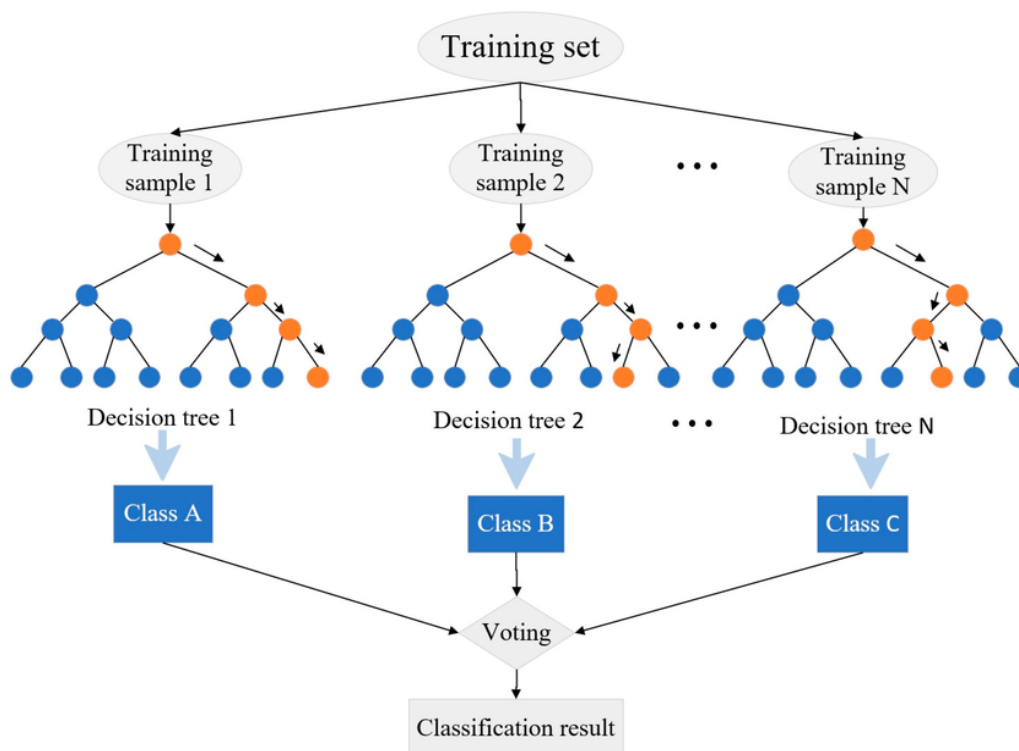 Training set
Training
sample 1
Training
sample 2
Training
sample N
Decision tree 1
Decision tree 2
Decision tree N
Class A
Class B
Class C
Voting
Classification result